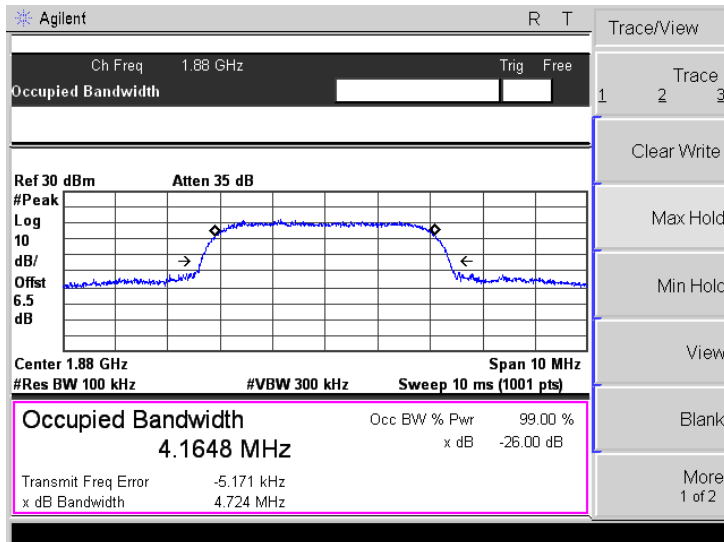 Agilent R T
Ch Freq 1.88 GHz Trig Free
Occupied Bandwidth
Ref 30 dBm Atten 35 dB
#Peak
Log
10
dB/
Offst
6.5
dB
Center 1.88 GHz Span 10 MHz
#Res BW 100 kHz #VBW 300 kHz Sweep 10 ms (1001 pts)
Occupied Bandwidth Occ BW % Pwr 99.00 %
4.1648 MHz x dB -26.00 dB
Transmit Freq Error -5.171 kHz
x dB Bandwidth 4.724 MHz
Trace/View
Trace
1 2 3
Clear Write
Max Hold
Min Hold
View
Blank
More
1 of 2